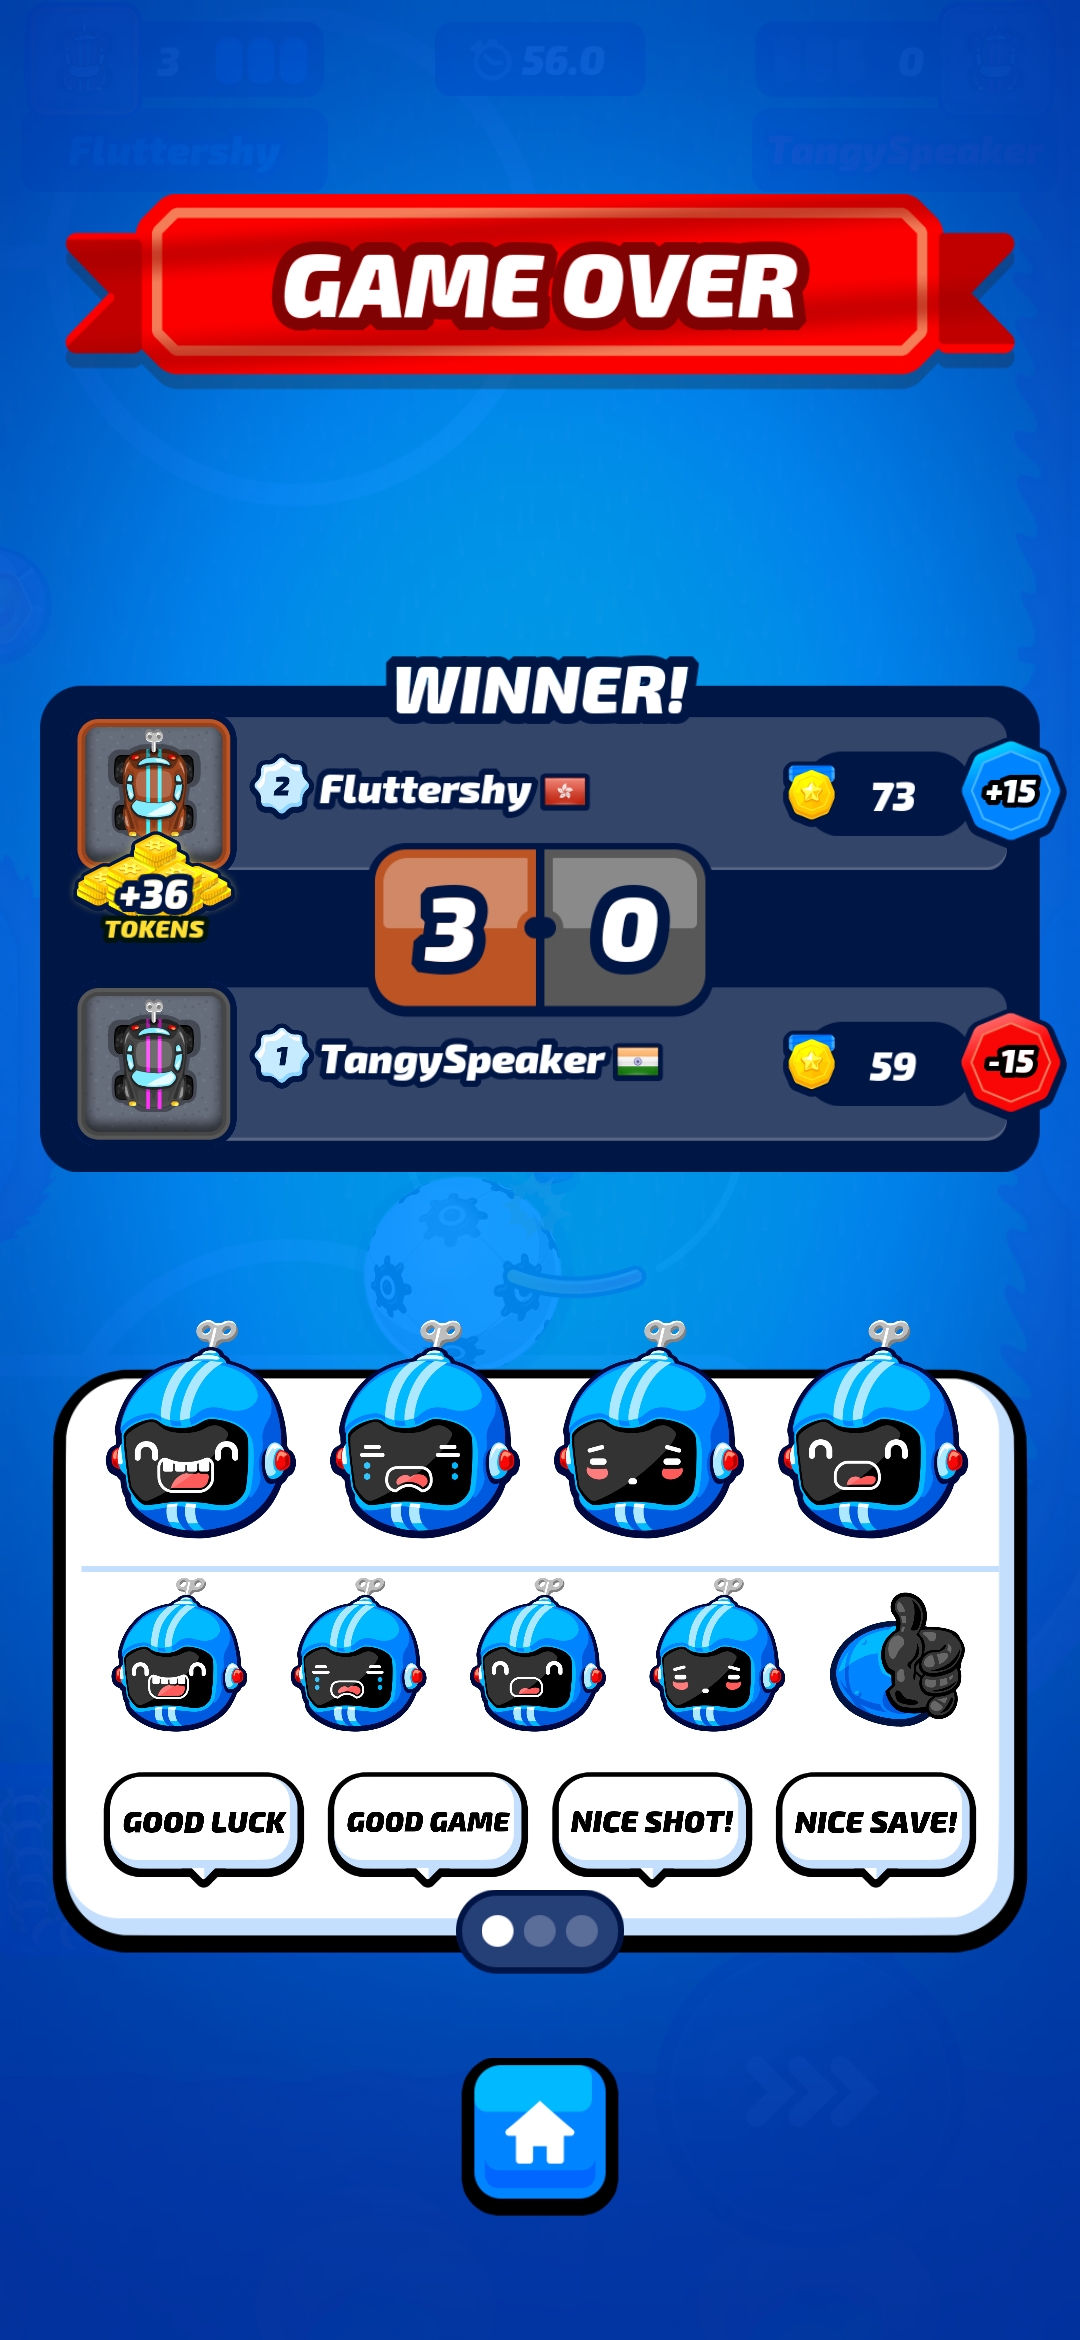 3
56.0
0
Fluttershy
TangySpeaker
GAME OVER
WINNER!
2 Fluttershy
73
+15
+36
TOKENS
3 0
1 TangySpeaker
59
-15
GOOD LUCK
GOOD GAME
NICE SHOT!
NICE SAVE!